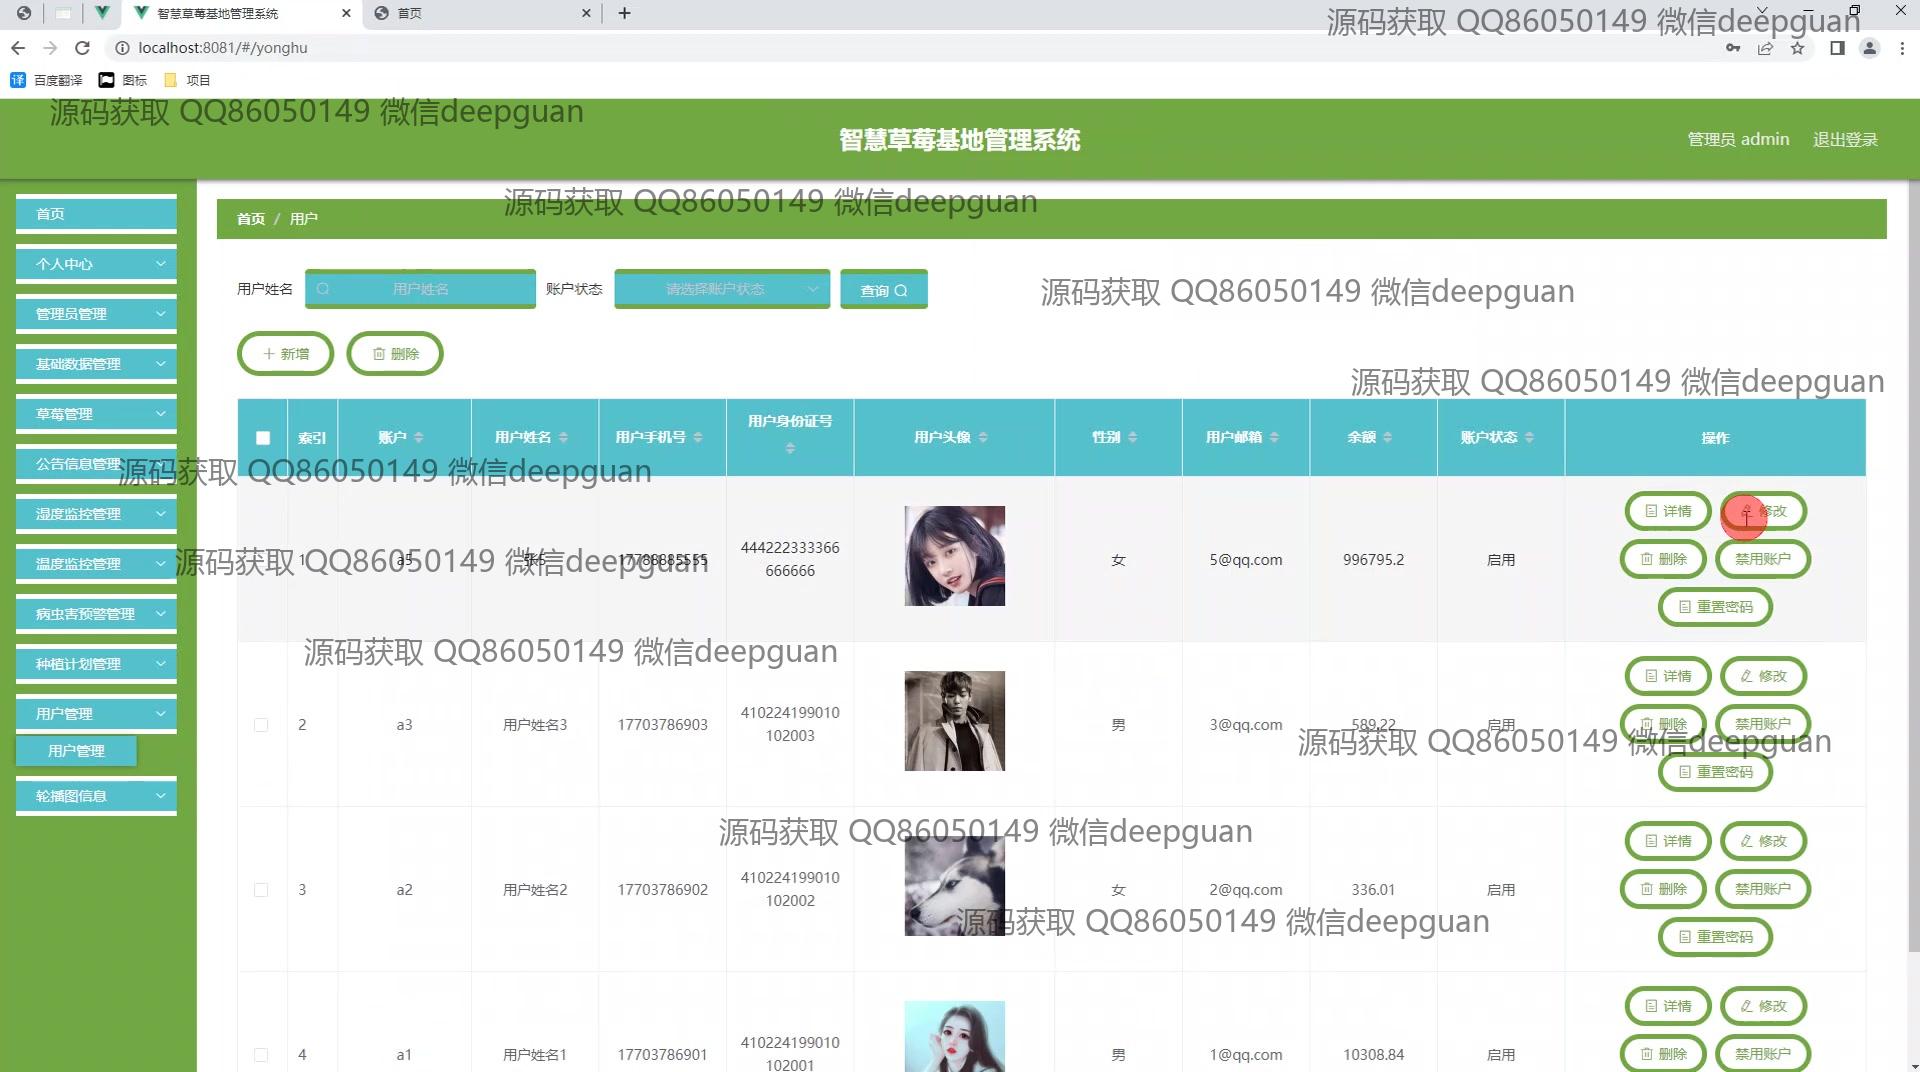 智慧草莓基地管理系统
首页
源码获取 QQ86050149 微信deepguan
localhost:8081/#/yonghu
百度翻译 图标 项目
源码获取 QQ86050149 微信deepguan
智慧草莓基地管理系统
管理员 admin 退出登录
源码获取 QQ86050149 微信deepguan
首页 / 用户
首页
个人中心
管理员管理
基础数据管理
草莓管理
公告信息管理
湿度监控管理
温度监控管理
病虫害预警管理
种植计划管理
用户管理
用户管理
轮播图信息
用户姓名 用户姓名 账户状态 请选择账户状态 查询
源码获取 QQ86050149 微信deepguan
新增 删除
源码获取 QQ86050149 微信deepguan
索引 账户 用户姓名 用户手机号 用户身份证号 用户头像 性别 用户邮箱 余额 账户状态 操作
源码获取 QQ86050149 微信deepguan
详情 修改
1 a5 张5 17788885555 444222333366 女 5@qq.com 996795.2 启用 删除 禁用账户
666666
重置密码
源码获取 QQ86050149 微信deepguan
源码获取 QQ86050149 微信deepguan
详情 修改
2 a3 用户姓名3 17703786903 410224199010 男 3@qq.com 589.22 启用 删除 禁用账户
102003
源码获取 QQ86050149 微信deepguan
重置密码
源码获取 QQ86050149 微信deepguan
详情 修改
3 a2 用户姓名2 17703786902 410224199010 女 2@qq.com 336.01 启用 删除 禁用账户
102002
源码获取 QQ86050149 微信deepguan
重置密码
详情 修改
4 a1 用户姓名1 17703786901 410224199010 男 1@qq.com 10308.84 启用 删除 禁用账户
102001